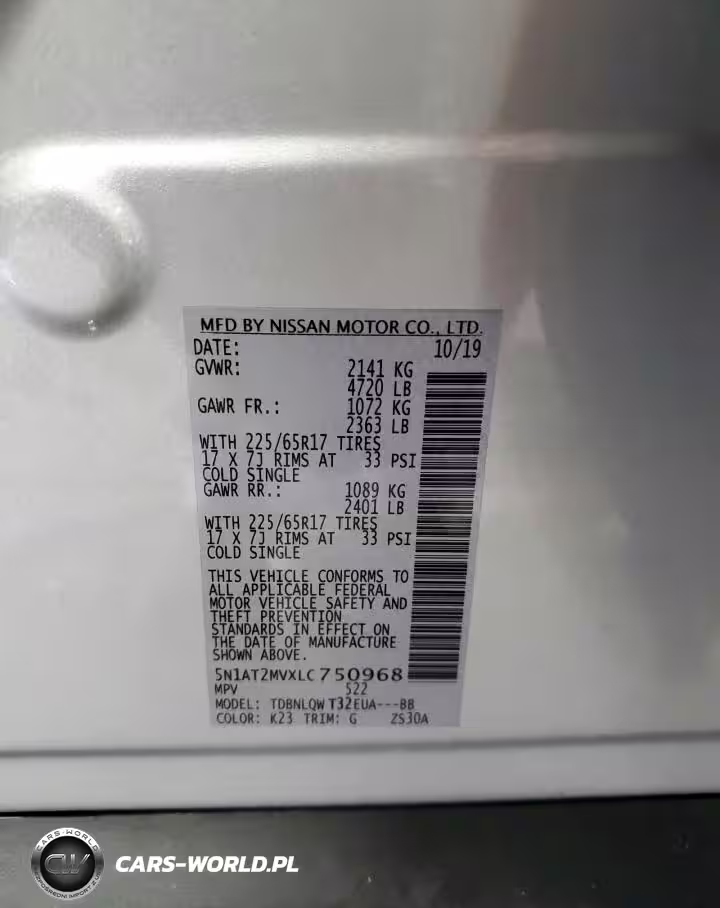 MFD BY NISSAN MOTOR CO., LTD.
DATE: 10/19
GVWR: 2141 KG
4720 LB
GAWR FR.: 1072 KG
2363 LB
WITH 225/65R17 TIRES
17 X 7J RIMS AT 33 PSI
COLD SINGLE
GAWR RR.: 1089 KG
2401 LB
WITH 225/65R17 TIRES
17 X 7J RIMS AT 33 PSI
COLD SINGLE
THIS VEHICLE CONFORMS TO
ALL APPLICABLE FEDERAL
MOTOR VEHICLE SAFETY AND
THEFT PREVENTION
STANDARDS IN EFFECT ON
THE DATE OF MANUFACTURE
SHOWN ABOVE.
5N1AT2MVXLC750968
MPV 522
MODEL: TDBNLQW T32EUA---BB
COLOR: K23 TRIM: G ZS30A
CARS-WORLD
CW
CARS-WORLD.PL